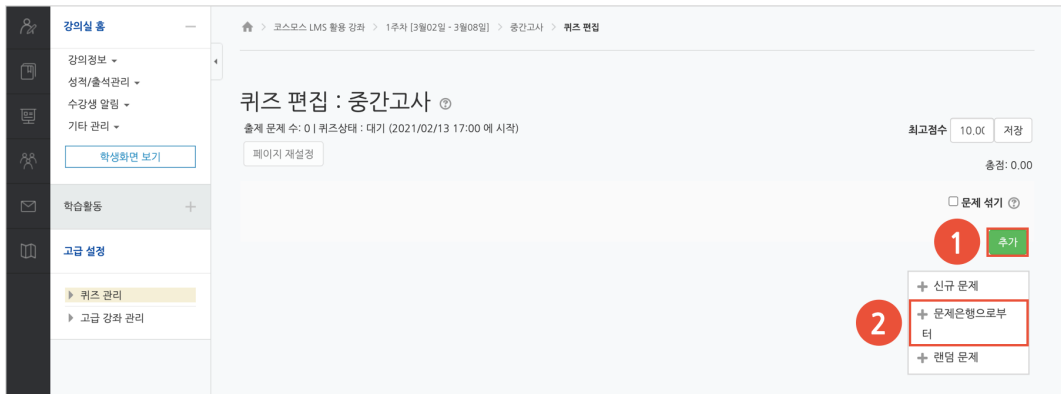 강의실 홈
강의정보
성적/출석관리
수강생 알림
기타 관리
학생화면 보기
학습활동
고급 설정
퀴즈 관리
고급 강좌 관리
코스모스 LMS 활용 강좌 > 1주차 [3월02일 - 3월08일] > 중간고사 > 퀴즈 편집
퀴즈 편집 : 중간고사
출제 문제 수: 0 | 퀴즈상태 : 대기 (2021/02/13 17:00 에 시작)
페이지 재설정
최고점수 10.00 저장
총점: 0.00
문제 섞기
1 추가
신규 문제
2 문제은행으로부
터
랜덤 문제